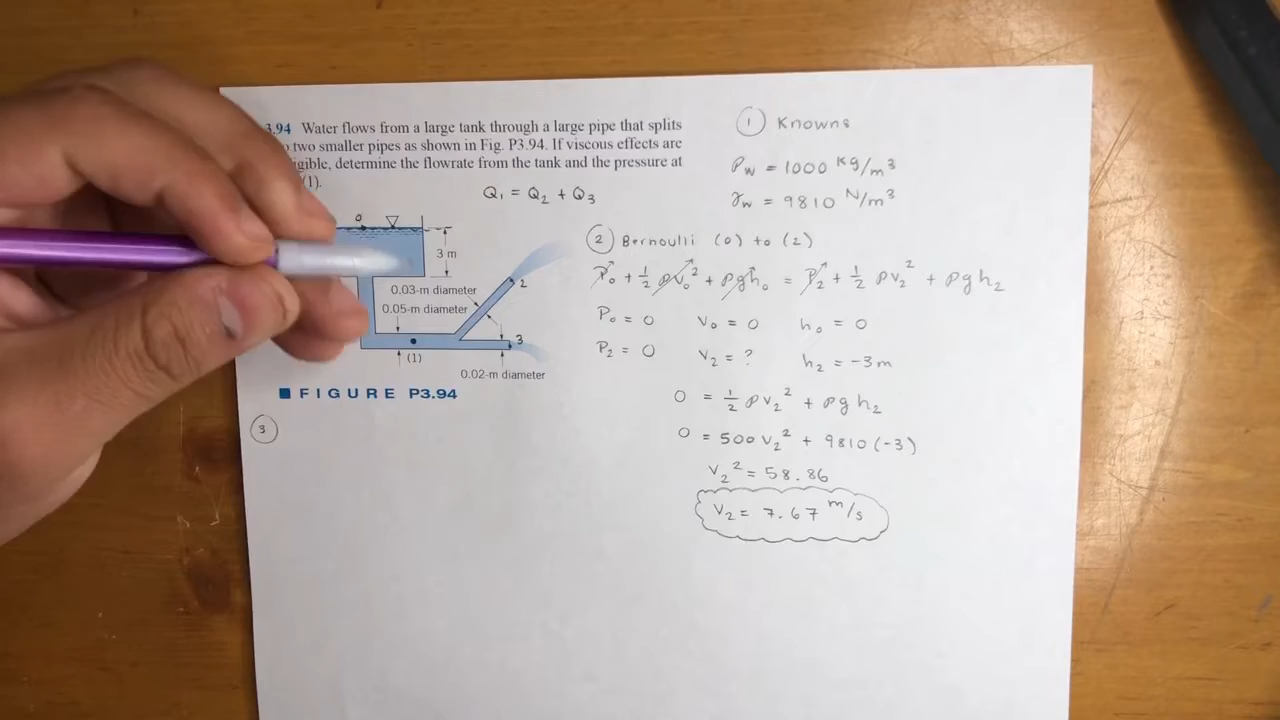 3.94 Water flows from a large tank through a large pipe that splits
two smaller pipes as shown in Fig. P3.94. If viscous effects are
gible, determine the flowrate from the tank and the pressure at
(1).
Q₁ = Q₂ + Q₃
0
3 m
0.03-m diameter
2
0.05-m diameter
3
(1)
0.02-m diameter
FIGURE P3.94
3
1 Knowns
ρw = 1000 kg/m³
γw = 9810 N/m³
2 Bernoulli (0) to (2)
P₀ + ½ ρv₀² + ρgh₀ = P₂ + ½ ρv₂² + ρgh₂
P₀ = 0 v₀ = 0 h₀ = 0
P₂ = 0 v₂ = ? h₂ = -3m
0 = ½ ρv₂² + ρgh₂
0 = 500v₂² + 9810(-3)
v₂² = 58.86
v₂ = 7.67 m/s